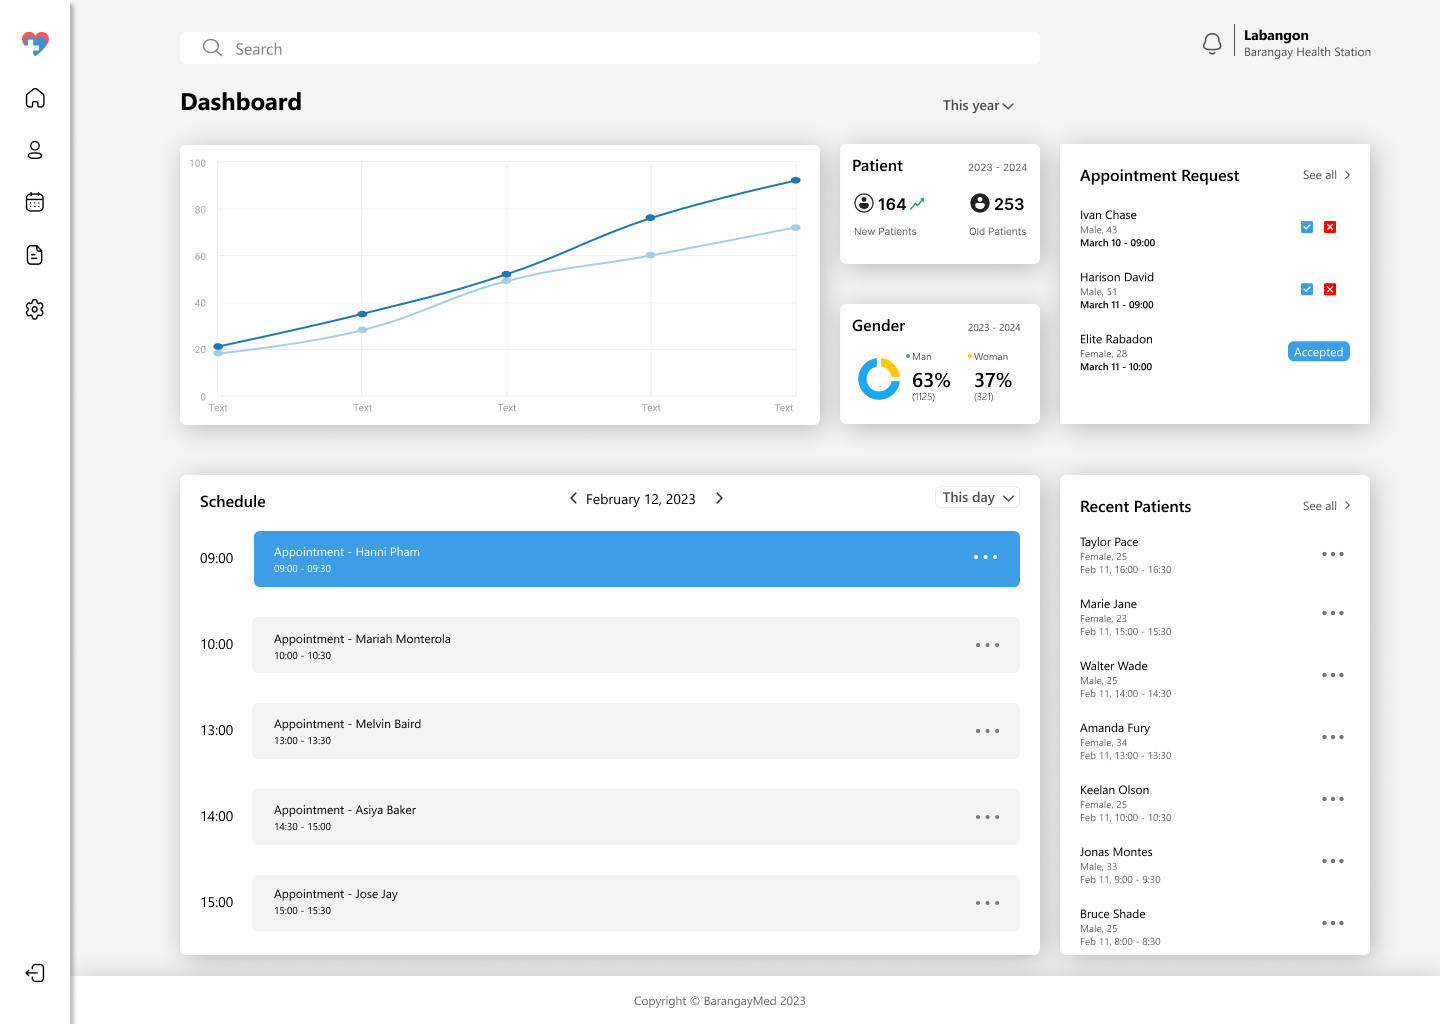 Search
Labangon
Barangay Health Station
Dashboard
This year
100
80
60
40
20
0
Text
Text
Text
Text
Text
Patient
2023 - 2024
164
253
New Patients
Old Patients
Gender
2023 - 2024
Man
Woman
63%
37%
(1125)
(321)
Appointment Request
See all
Ivan Chase
Male, 43
March 10 - 09:00
Harison David
Male, 51
March 11 - 09:00
Elite Rabadon
Female, 28
March 11 - 10:00
Accepted
Schedule
February 12, 2023
This day
09:00
Appointment - Hanni Pham
09:00 - 09:30
10:00
Appointment - Mariah Monterola
10:00 - 10:30
13:00
Appointment - Melvin Baird
13:00 - 13:30
14:00
Appointment - Asiya Baker
14:30 - 15:00
15:00
Appointment - Jose Jay
15:00 - 15:30
Recent Patients
See all
Taylor Pace
Female, 25
Feb 11, 16:00 - 16:30
Marie Jane
Female, 23
Feb 11, 15:00 - 15:30
Walter Wade
Male, 25
Feb 11, 14:00 - 14:30
Amanda Fury
Female, 34
Feb 11, 13:00 - 13:30
Keelan Olson
Female, 25
Feb 11, 10:00 - 10:30
Jonas Montes
Male, 33
Feb 11, 9:00 - 9:30
Bruce Shade
Male, 25
Feb 11, 8:00 - 8:30
Copyright © BarangayMed 2023